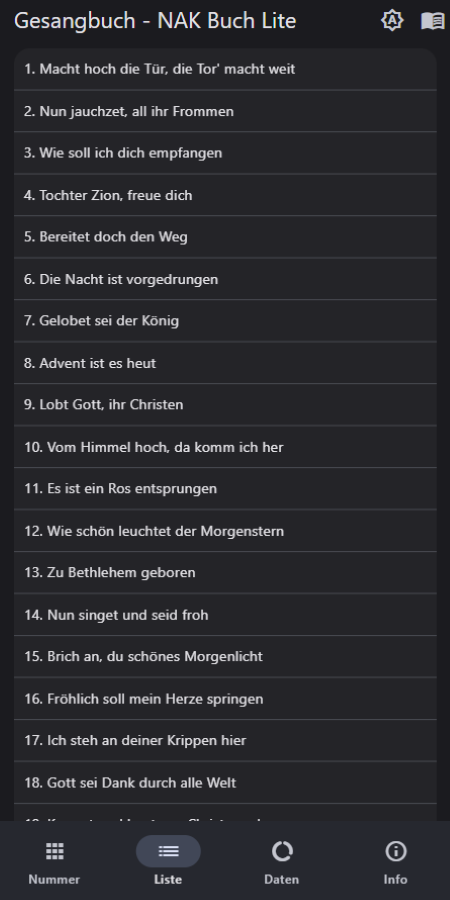 Gesangbuch - NAK Buch Lite
1. Macht hoch die Tür, die Tor' macht weit
2. Nun jauchzet, all ihr Frommen
3. Wie soll ich dich empfangen
4. Tochter Zion, freue dich
5. Bereitet doch den Weg
6. Die Nacht ist vorgedrungen
7. Gelobet sei der König
8. Advent ist es heut
9. Lobt Gott, ihr Christen
10. Vom Himmel hoch, da komm ich her
11. Es ist ein Ros entsprungen
12. Wie schön leuchtet der Morgenstern
13. Zu Bethlehem geboren
14. Nun singet und seid froh
15. Brich an, du schönes Morgenlicht
16. Fröhlich soll mein Herze springen
17. Ich steh an deiner Krippen hier
18. Gott sei Dank durch alle Welt
Nummer
Liste
Daten
Info